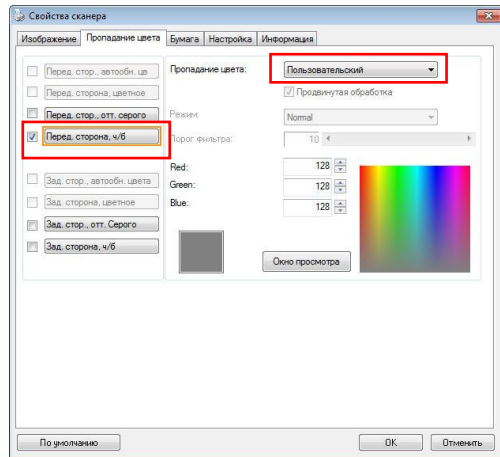 Свойства сканера
Изображение Пропадание цвета Бумага Настройка Информация
Перед. стор., автообн. цв
Перед. сторона, цветное
Перед. стор., отт. серого
Перед. сторона, ч/б
Зад. стор., автообн. цвета
Зад. сторона, цветное
Зад. стор., отт. Серого
Зад. сторона, ч/б
Пропадание цвета: Пользовательский
Продвинутая обработка
Режим: Normal
Порог фильтра: 10
Red: 128
Green: 128
Blue: 128
Окно просмотра
По умолчанию OK Отменить